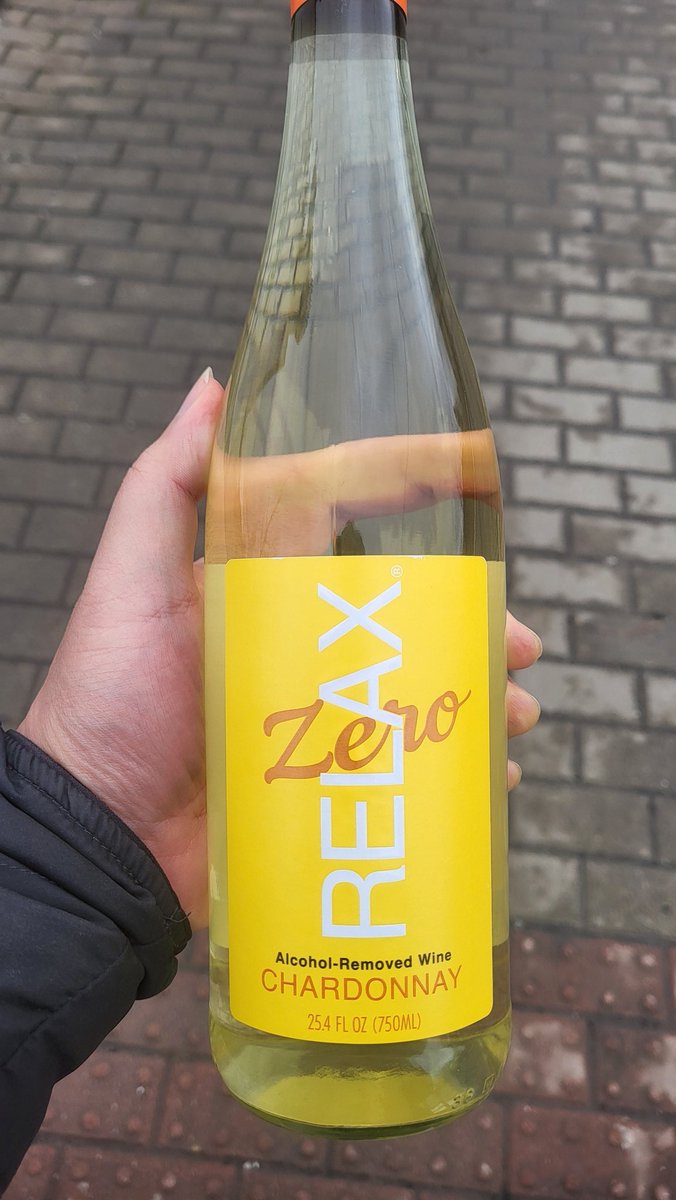 RELAX®
Zero
Alcohol-Removed Wine
CHARDONNAY
25.4 FL OZ (750ML)